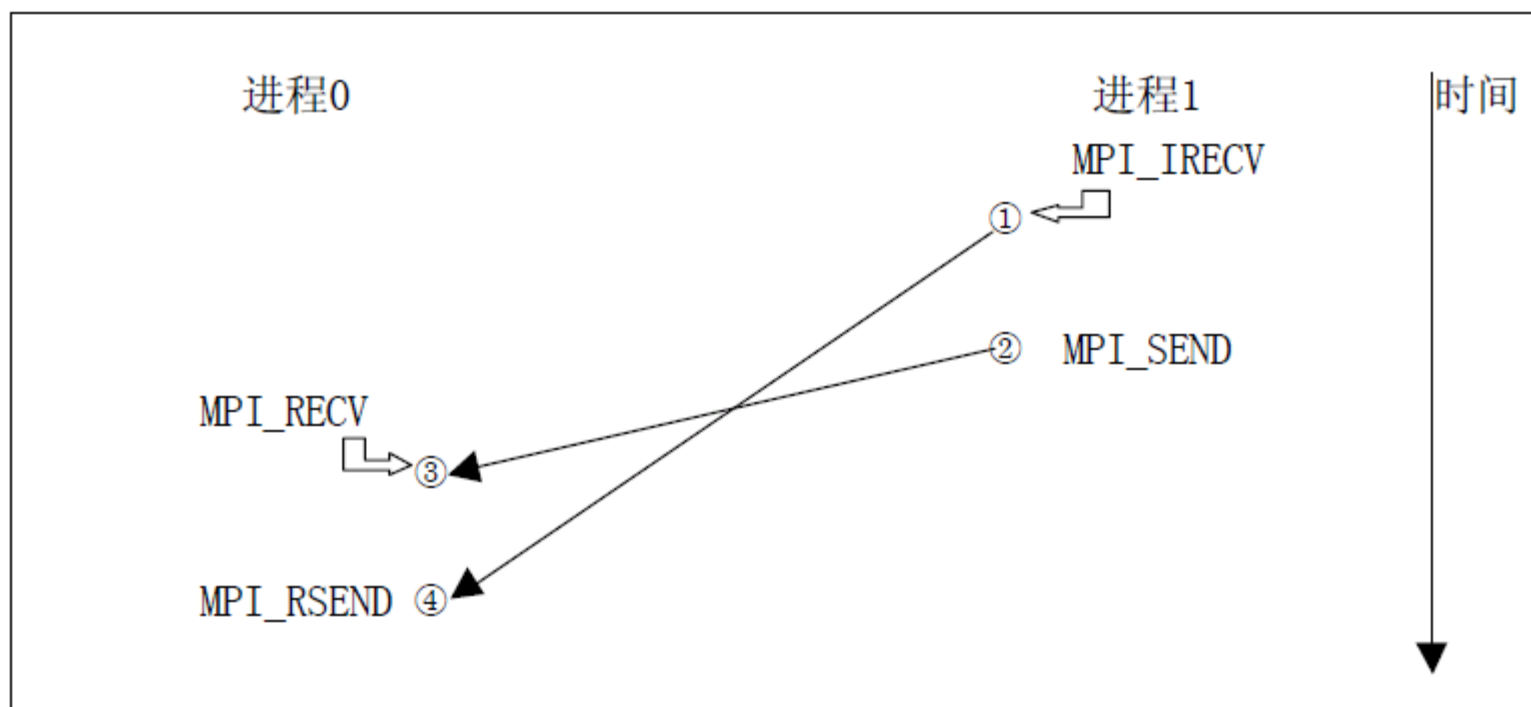 进程0 进程1 时间
MPI_IRECV
①
② MPI_SEND
MPI_RECV
③
MPI_RSEND ④